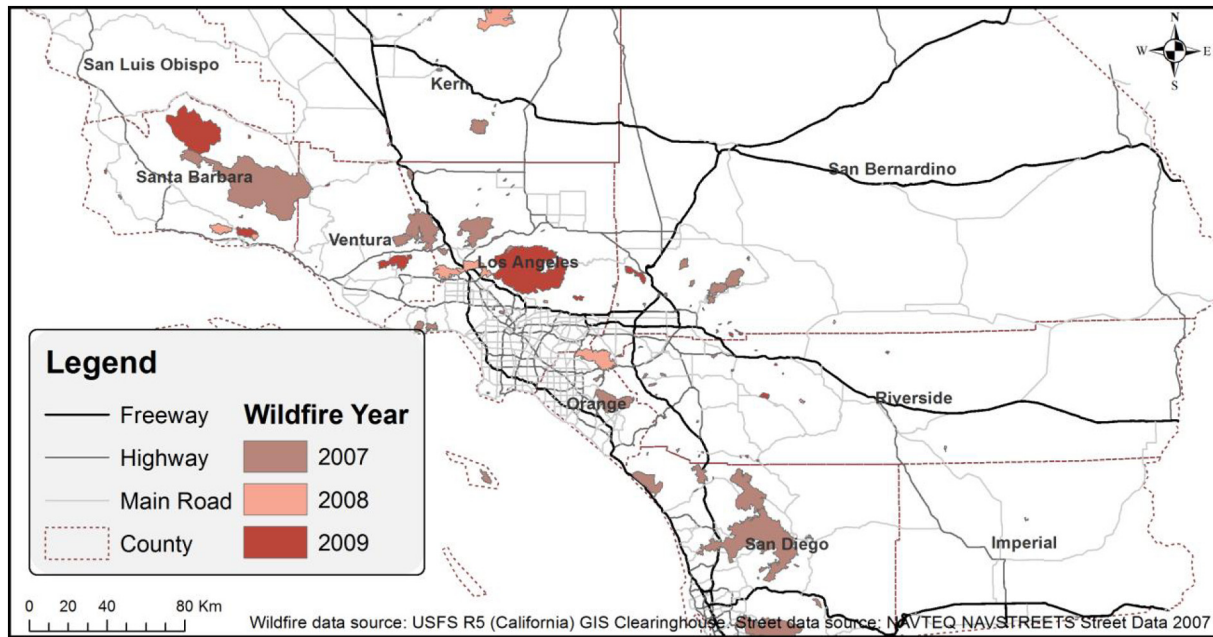 N
W E
S
San Luis Obispo
Kern
San Bernardino
Santa Barbara
Ventura
Los Angeles
Orange
Riverside
San Diego
Imperial
Legend
Freeway
Highway
Main Road
County
Wildfire Year
2007
2008
2009
0 20 40 80 Km
Wildfire data source: USFS R5 (California) GIS Clearinghouse. Street data source: NAVTEQ NAVSTREETS Street Data 2007